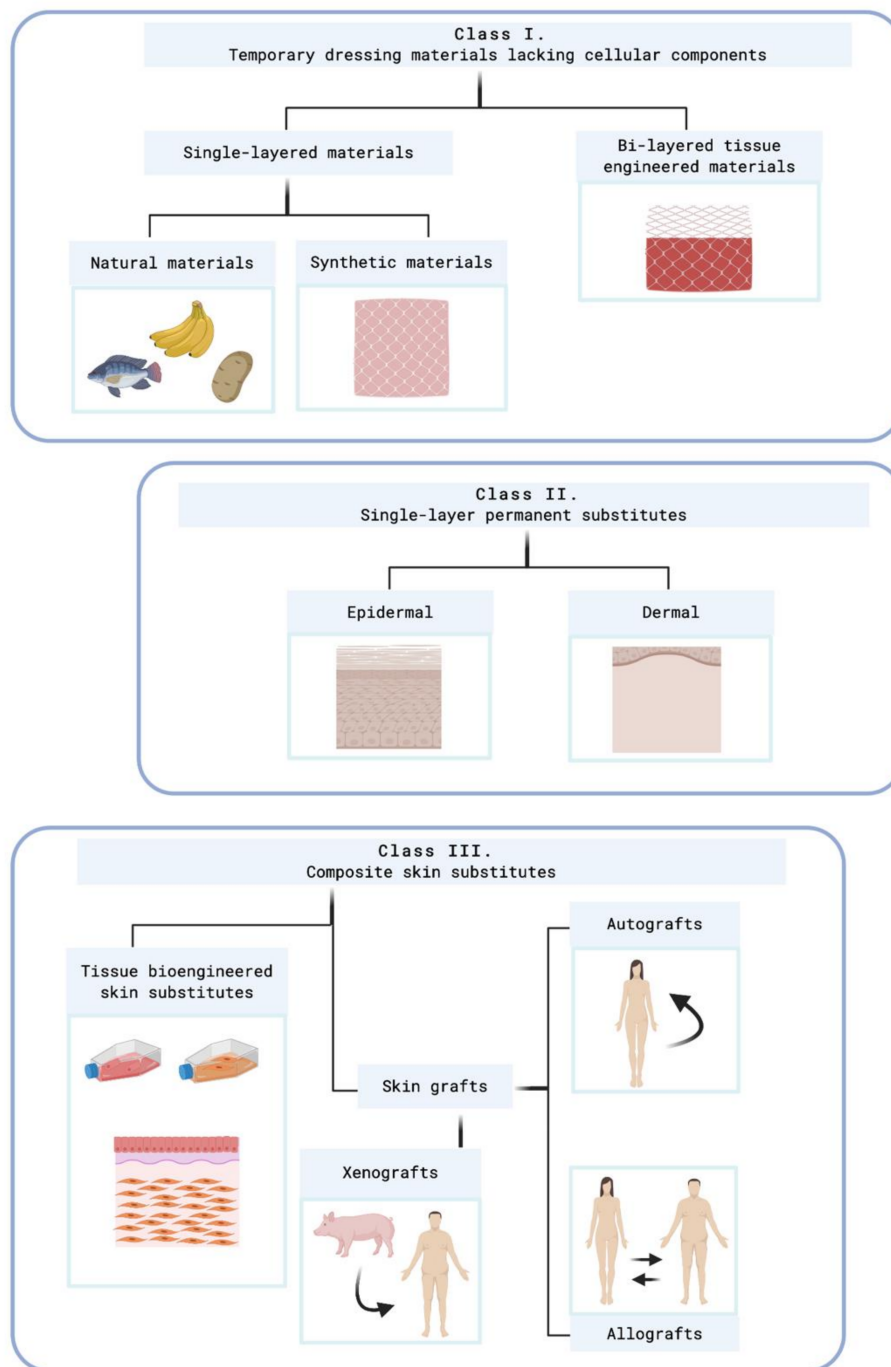 Class I.
Temporary dressing materials lacking cellular components
Single-layered materials
Bi-layered tissue
engineered materials
Natural materials
Synthetic materials
Class II.
Single-layer permanent substitutes
Epidermal
Dermal
Class III.
Composite skin substitutes
Autografts
Tissue bioengineered
skin substitutes
Skin grafts
Xenografts
Allografts